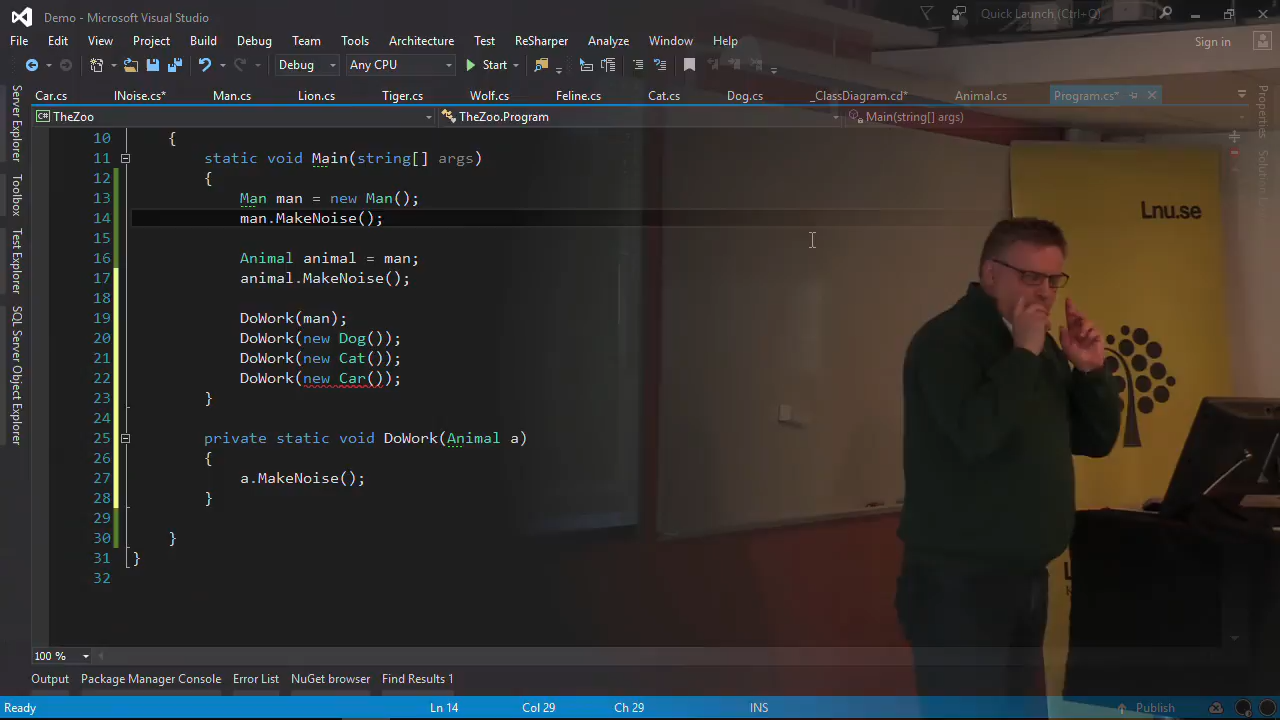 Demo - Microsoft Visual Studio
Quick Launch (Ctrl+Q)
File Edit View Project Build Debug Team Tools Architecture Test ReSharper Analyze Window Help
Sign in
Debug Any CPU Start
Car.cs INoise.cs* Man.cs Lion.cs Tiger.cs Wolf.cs Feline.cs Cat.cs Dog.cs _ClassDiagram.cd* Animal.cs Program.cs*
TheZoo TheZoo.Program Main(string[] args)
Server Explorer
Toolbox
Test Explorer
SQL Server Object Explorer
Properties
10 {
11 static void Main(string[] args)
12 {
13 Man man = new Man();
14 man.MakeNoise();
15
16 Animal animal = man;
17 animal.MakeNoise();
18
19 DoWork(man);
20 DoWork(new Dog());
21 DoWork(new Cat());
22 DoWork(new Car());
23 }
24
25 private static void DoWork(Animal a)
26 {
27 a.MakeNoise();
28 }
29
30 }
31 }
32
Lnu.se
100 %
Output Package Manager Console Error List NuGet browser Find Results 1
Ready Ln 14 Col 29 Ch 29 INS Publish